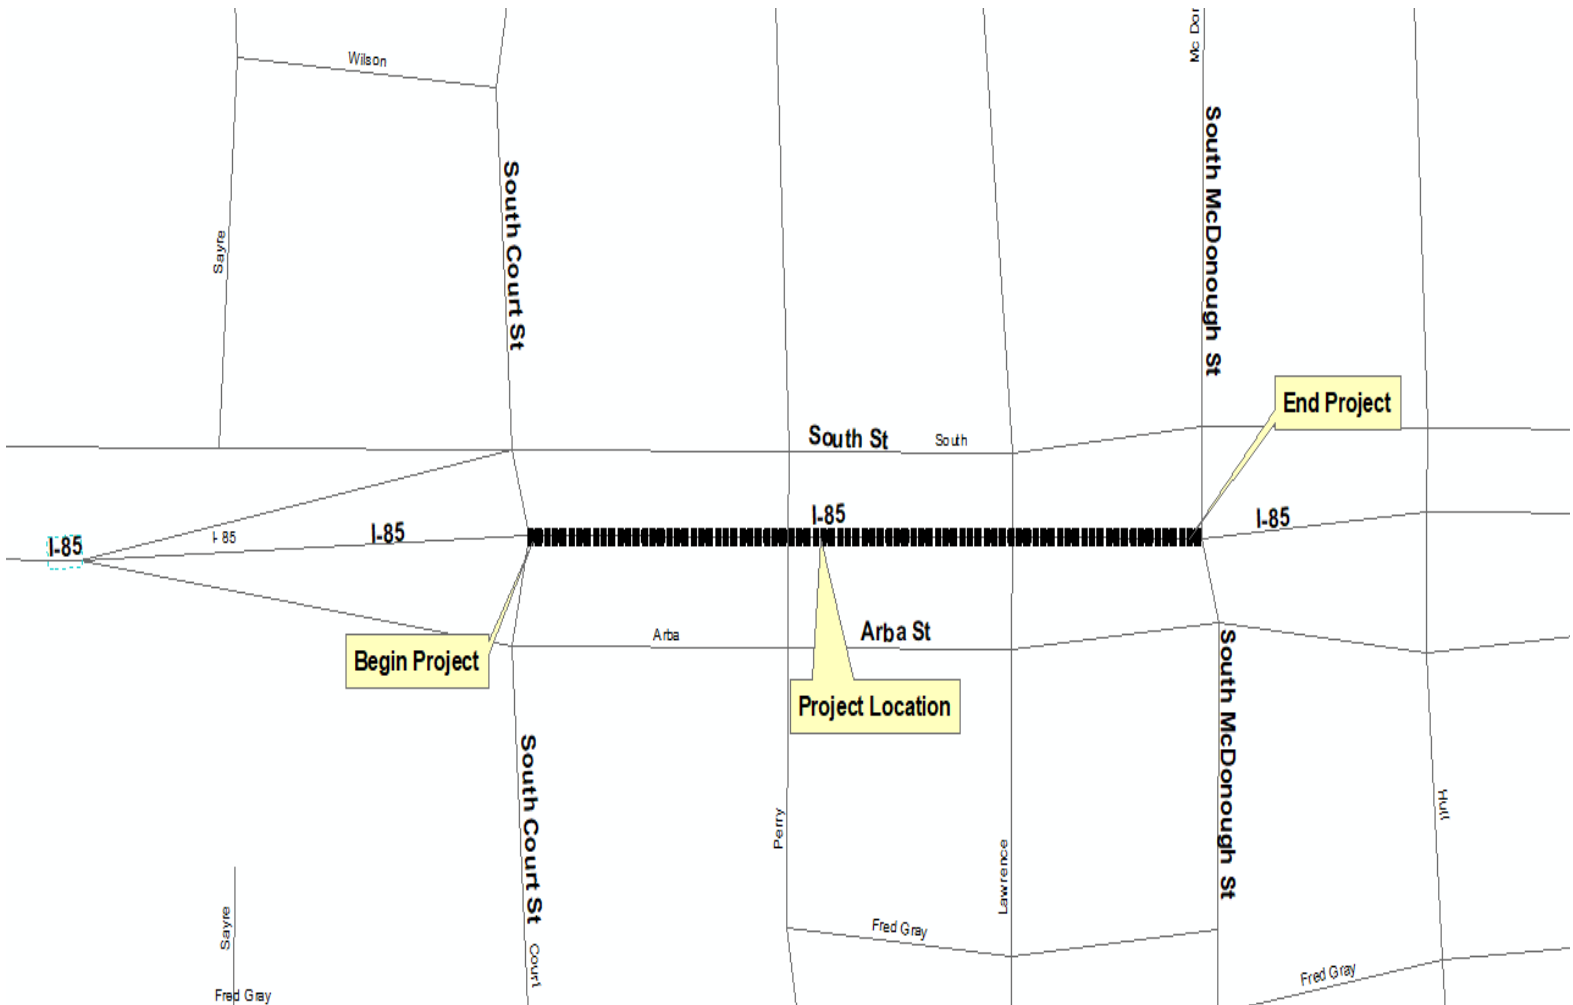 Mc Don
Wilson
South McDonough St
South Court St
Sayre
End Project
South St
South
I-85
I-85
I-85
I-85
I- 85
Arba St
Arba
Begin Project
Project Location
South McDonough St
South Court St
Hull
Perry
Lawrence
Sayre
Fred Gray
Court
Fred Gray
Fred Gray